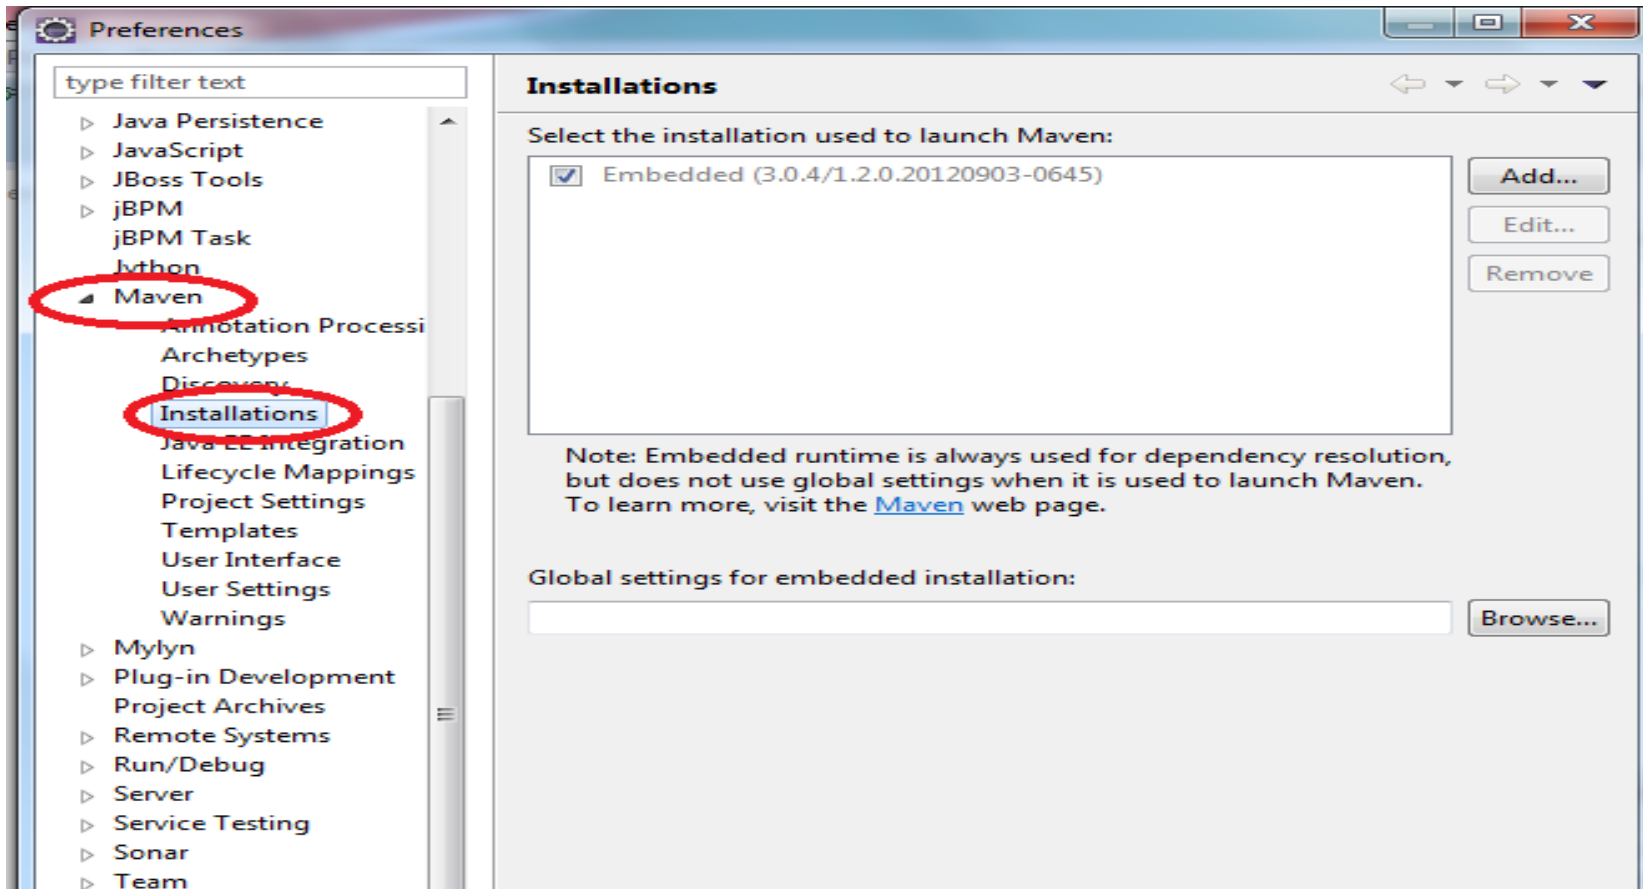 Preferences
type filter text
Java Persistence
JavaScript
JBoss Tools
jBPM
jBPM Task
Jython
Maven
Annotation Processi
Archetypes
Discovery
Installations
Java EE Integration
Lifecycle Mappings
Project Settings
Templates
User Interface
User Settings
Warnings
Mylyn
Plug-in Development
Project Archives
Remote Systems
Run/Debug
Server
Service Testing
Sonar
Team
Installations
Select the installation used to launch Maven:
Embedded (3.0.4/1.2.0.20120903-0645)
Add...
Edit...
Remove
Note: Embedded runtime is always used for dependency resolution,
but does not use global settings when it is used to launch Maven.
To learn more, visit the Maven web page.
Global settings for embedded installation:
Browse...